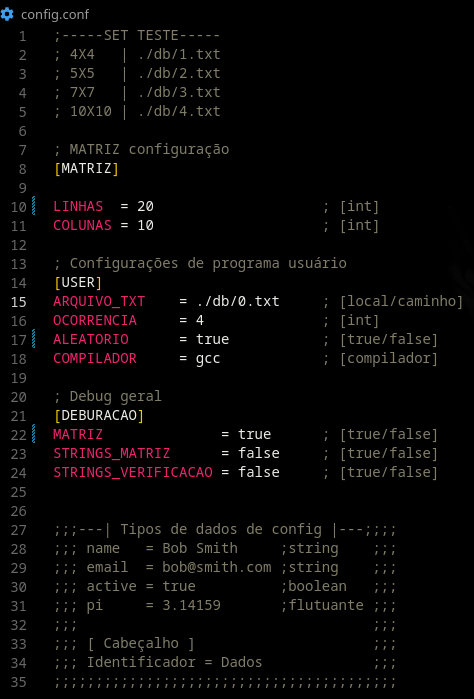 config.conf
1 ;-----SET TESTE-----
2 ; 4X4   | ./db/1.txt
3 ; 5X5   | ./db/2.txt
4 ; 7X7   | ./db/3.txt
5 ; 10X10 | ./db/4.txt
6
7 ; MATRIZ configuração
8 [MATRIZ]
9
10 LINHAS  = 20                    ; [int]
11 COLUNAS = 10                    ; [int]
12
13 ; Configurações de programa usuário
14 [USER]
15 ARQUIVO_TXT    = ./db/0.txt     ; [local/caminho]
16 OCORRENCIA     = 4              ; [int]
17 ALEATORIO      = true           ; [true/false]
18 COMPILADOR     = gcc            ; [compilador]
19
20 ; Debug geral
21 [DEBURACAO]
22 MATRIZ              = true      ; [true/false]
23 STRINGS_MATRIZ      = false     ; [true/false]
24 STRINGS_VERIFICACAO = false     ; [true/false]
25
26
27 ;;;---| Tipos de dados de config |---;;;;
28 ;;; name   = Bob Smith     ;string    ;;;
29 ;;; email  = bob@smith.com ;string    ;;;
30 ;;; active = true          ;boolean   ;;;
31 ;;; pi     = 3.14159       ;flutuante ;;;
32 ;;;                                   ;;;
33 ;;; [ Cabeçalho ]                     ;;;
34 ;;; Identificador = Dados             ;;;
35 ;;;;;;;;;;;;;;;;;;;;;;;;;;;;;;;;;;;;;;;;;